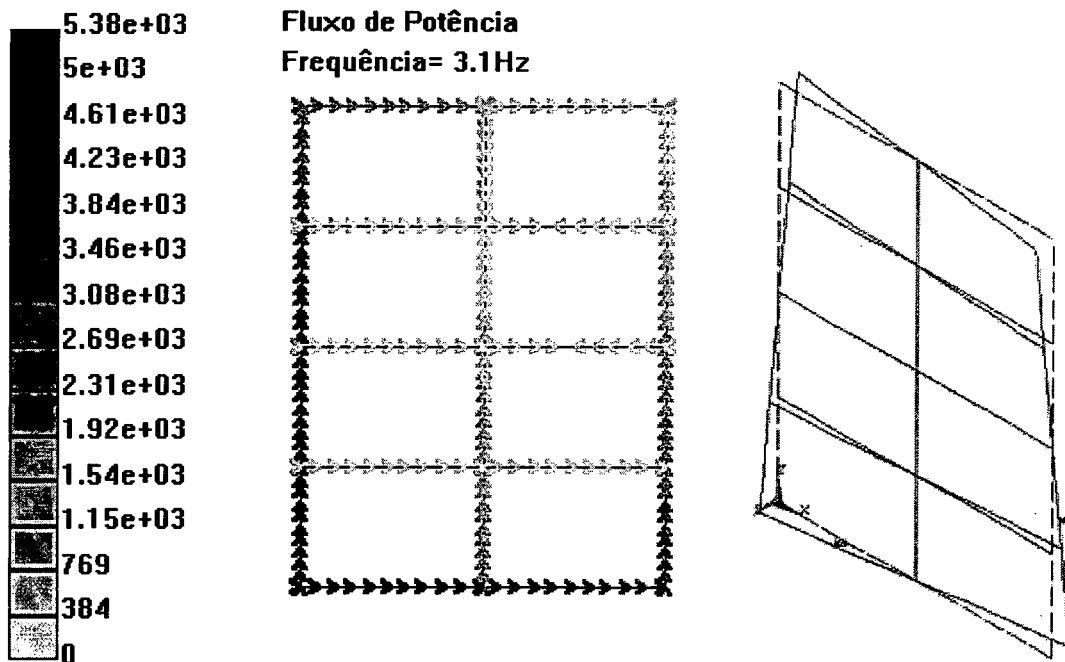 5.38e+03
5e+03
4.61e+03
4.23e+03
3.84e+03
3.46e+03
3.08e+03
2.69e+03
2.31e+03
1.92e+03
1.54e+03
1.15e+03
769
384
0
Fluxo de Potência
Frequência= 3.1Hz
X